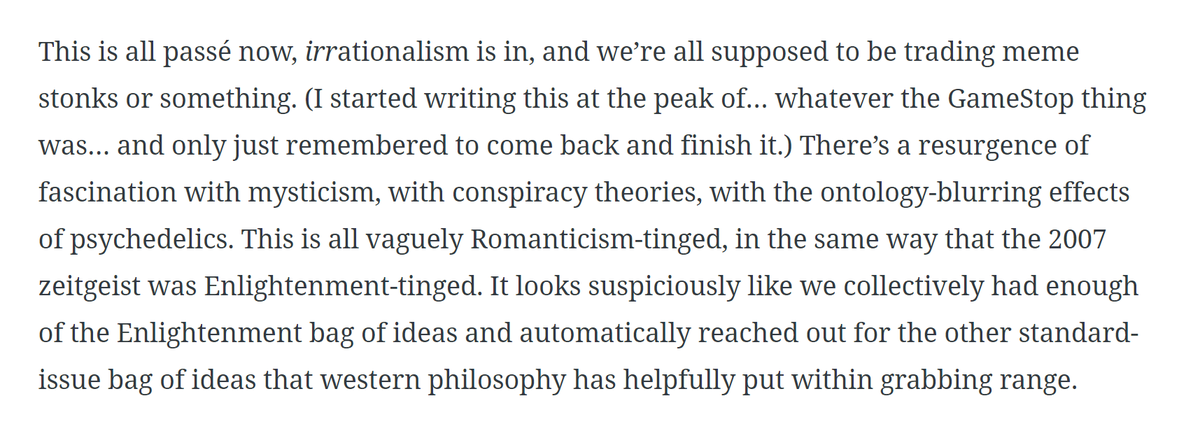 This is all passé now, irrationalism is in, and we’re all supposed to be trading meme
stonks or something. (I started writing this at the peak of… whatever the GameStop thing
was… and only just remembered to come back and finish it.) There’s a resurgence of
fascination with mysticism, with conspiracy theories, with the ontology-blurring effects
of psychedelics. This is all vaguely Romanticism-tinged, in the same way that the 2007
zeitgeist was Enlightenment-tinged. It looks suspiciously like we collectively had enough
of the Enlightenment bag of ideas and automatically reached out for the other standard-
issue bag of ideas that western philosophy has helpfully put within grabbing range.